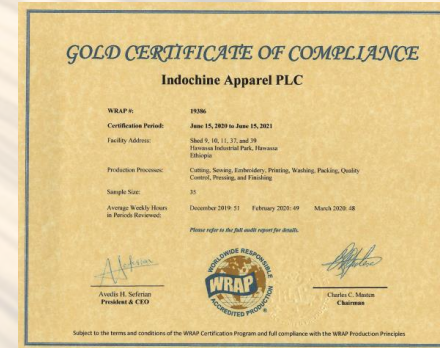 GOLD CERTIFICATE OF COMPLIANCE
Indochine Apparel PLC
WRAP #: 19386
Certification Period: June 15, 2020 to June 15, 2021
Facility Address: Shed 9, 10, 11, 37, and 39
Hawassa Industrial Park, Hawassa
Ethiopie
Production Processes: Cutting, Sewing, Embroidery, Printing, Washing, Packing, Quality
Control, Pressing, and Finishing
Sample Size: 35
Average Weekly Hours December 2019: 51 February 2020: 49 March 2020: 48
in Periods Reviewed:
Please refer to the full audit report for details.
WORLDWIDE RESPONSIBLE
WRAP
ACCREDITED PRODUCTION
Avedis H. Seferian
President & CEO
Charles C. Masten
Chairman
Subject to the terms and conditions of the WRAP Certification Program and full compliance with the WRAP Production Principles